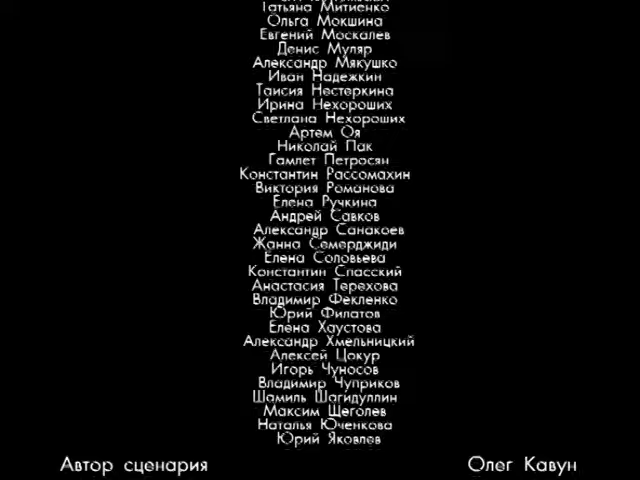 Татьяна Митиенко
Ольга Мокшина
Евгений Москалев
Денис Муляр
Александр Мякушко
Иван Надежкин
Таисия Нестеркина
Ирина Нехороших
Светлана Нехороших
Артем Оя
Николай Пак
Гамлет Петросян
Константин Рассомахин
Виктория Романова
Елена Ручкина
Андрей Савков
Александр Санакоев
Жанна Семерджиди
Елена Соловьева
Константин Спасский
Анастасия Терехова
Владимир Фекленко
Юрий Филатов
Елена Хаустова
Александр Хмельницкий
Алексей Цокур
Игорь Чуносов
Владимир Чуприков
Шамиль Шагидуллин
Максим Щеголев
Наталья Юченкова
Юрий Яковлев
Автор сценария Олег Кавун